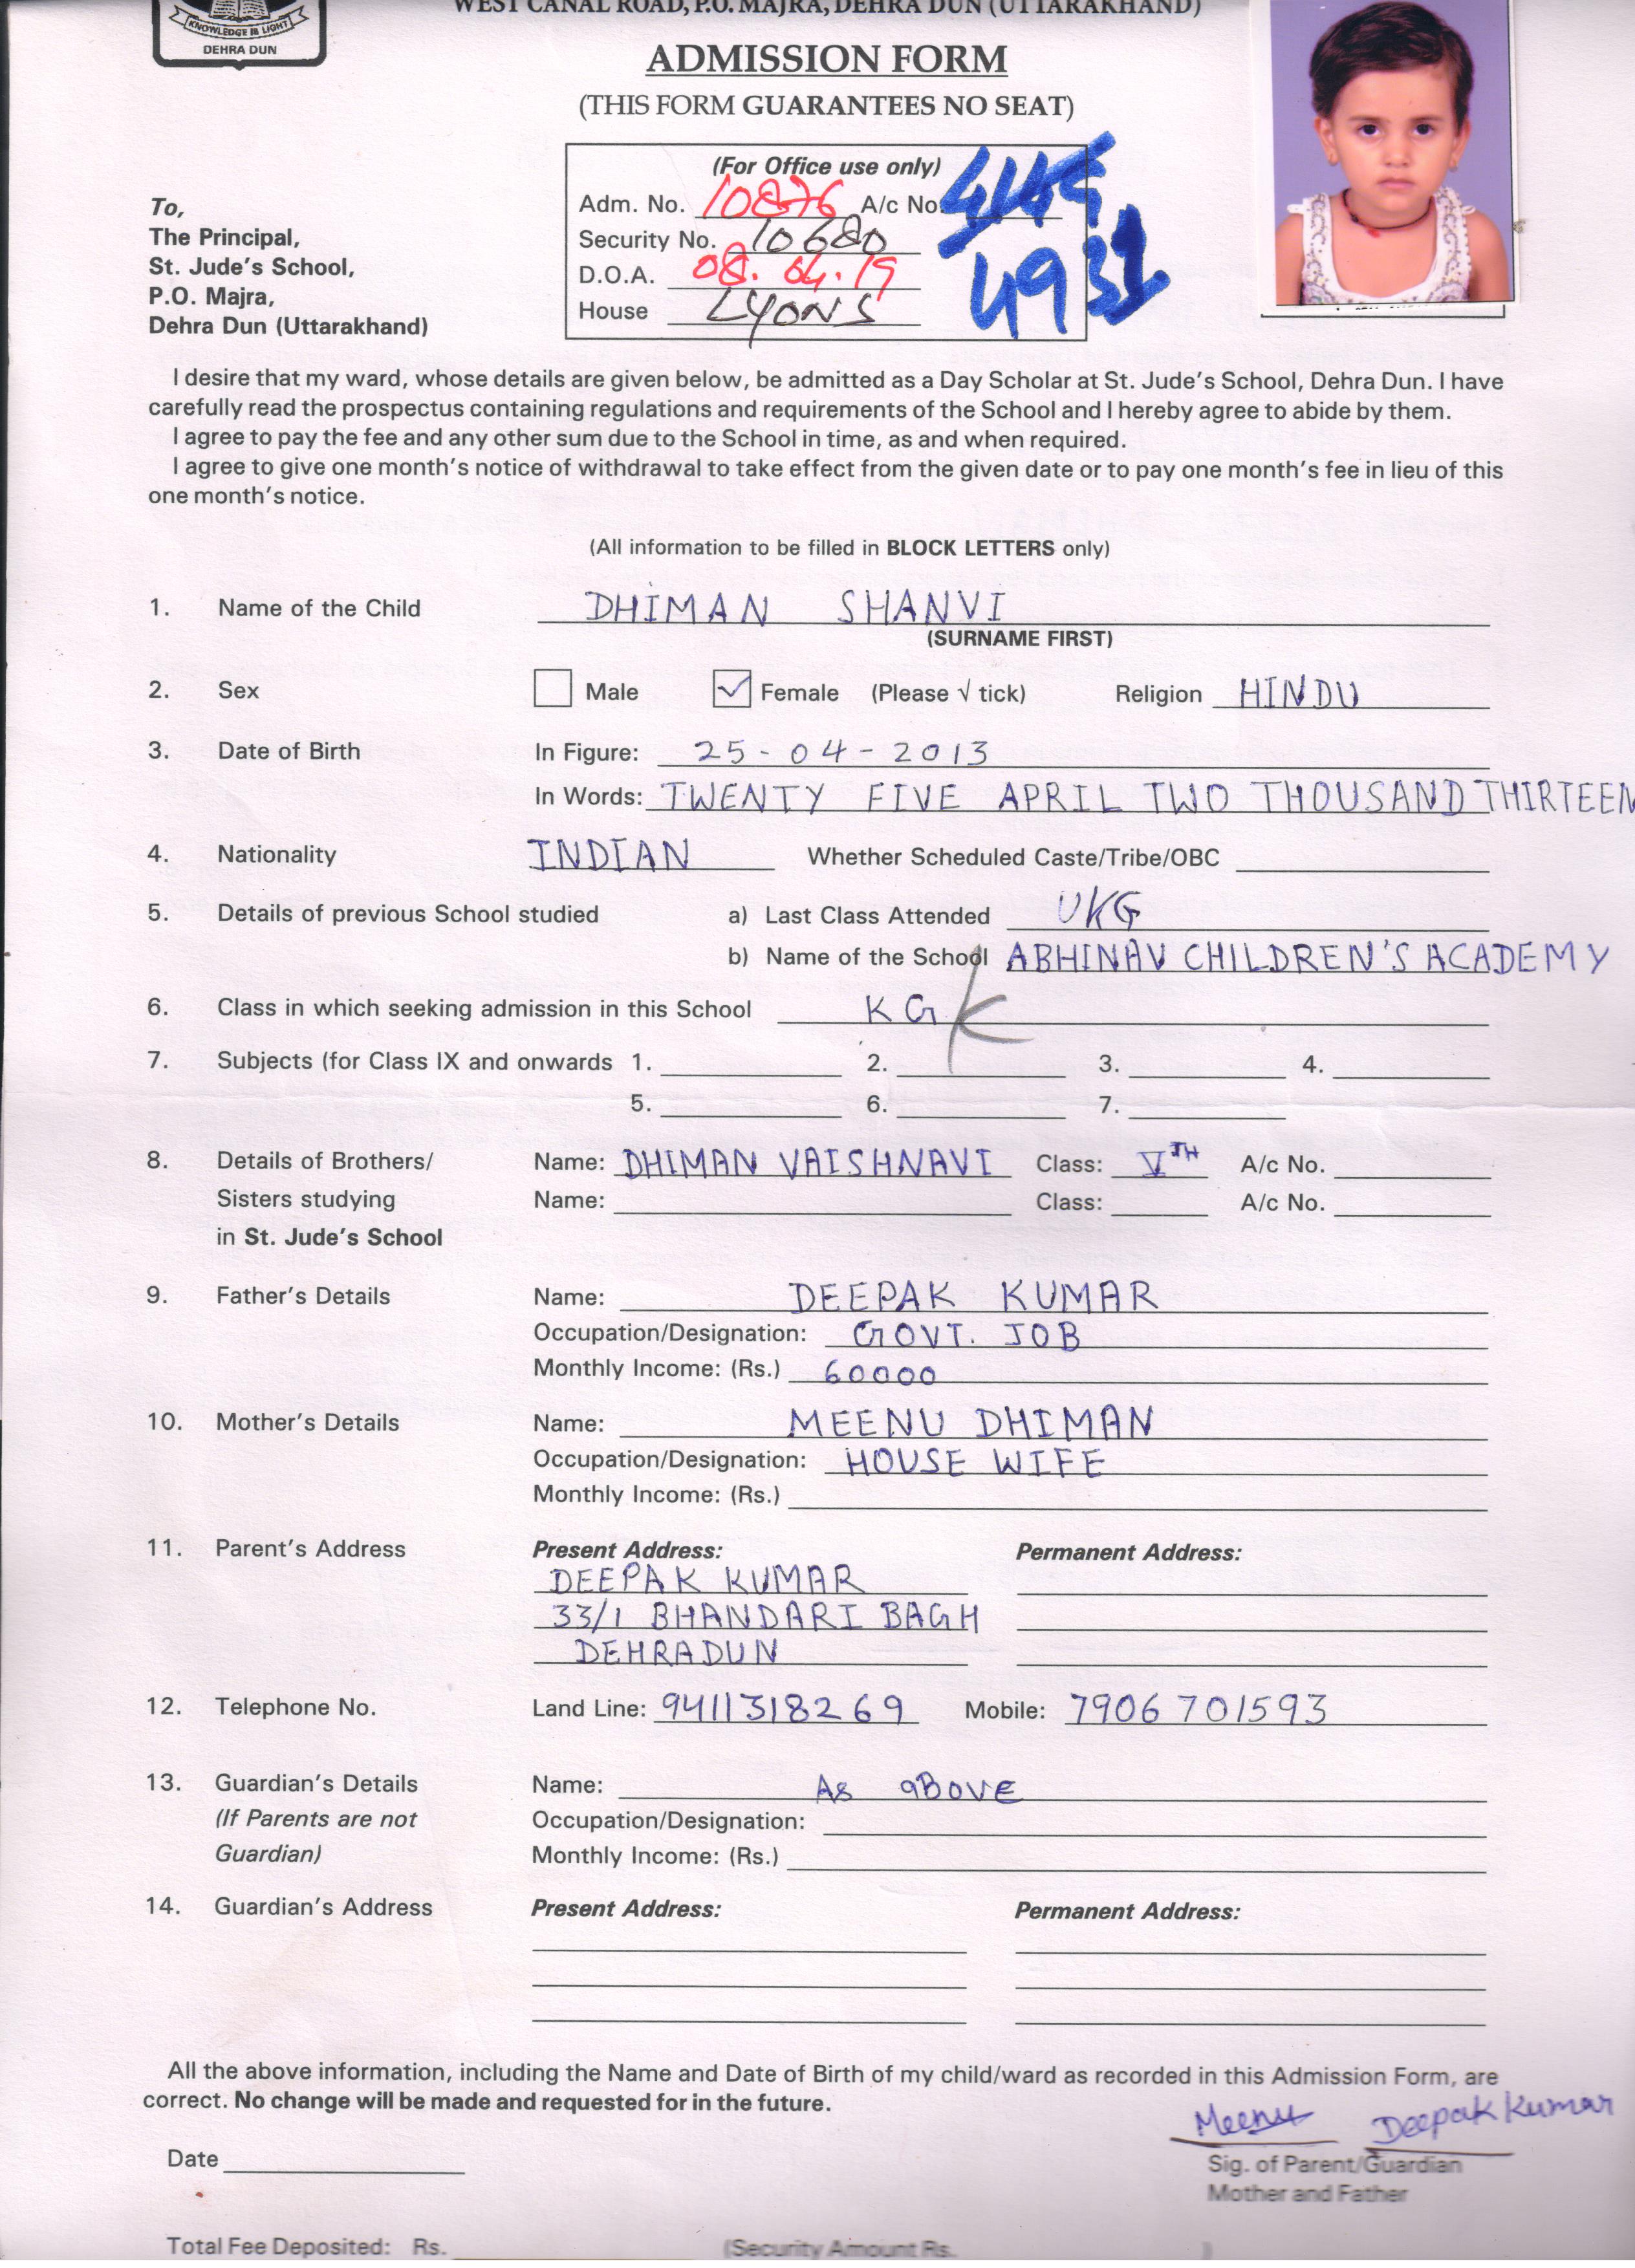 WEST CANAL ROAD, P.O. MAJRA, DEHRA DUN (UTTARAKHAND)
KNOWLEDGE IS LIGHT
DEHRA DUN
ADMISSION FORM
(THIS FORM GUARANTEES NO SEAT)
(For Office use only)
Adm. No. 10876 A/c No.
4931
Security No. 10680
D.O.A. 08.04.19
House LYONS
To,
The Principal,
St. Jude's School,
P.O. Majra,
Dehra Dun (Uttarakhand)
I desire that my ward, whose details are given below, be admitted as a Day Scholar at St. Jude's School, Dehra Dun. I have
carefully read the prospectus containing regulations and requirements of the School and I hereby agree to abide by them.
I agree to pay the fee and any other sum due to the School in time, as and when required.
I agree to give one month's notice of withdrawal to take effect from the given date or to pay one month's fee in lieu of this
one month's notice.
(All information to be filled in BLOCK LETTERS only)
1. Name of the Child DHIMAN SHANVI
(SURNAME FIRST)
2. Sex Male ✓ Female (Please √ tick) Religion HINDU
3. Date of Birth In Figure: 25-04-2013
In Words: TWENTY FIVE APRIL TWO THOUSAND THIRTEEN
4. Nationality INDIAN Whether Scheduled Caste/Tribe/OBC
5. Details of previous School studied a) Last Class Attended UKG
b) Name of the School ABHINAV CHILDREN'S ACADEMY
6. Class in which seeking admission in this School KG K
7. Subjects (for Class IX and onwards 1. 2. 3. 4.
5. 6. 7.
8. Details of Brothers/ Name: DHIMAN VAISHNAVI Class: VTH A/c No.
Sisters studying Name: Class: A/c No.
in St. Jude's School
9. Father's Details Name: DEEPAK KUMAR
Occupation/Designation: GOVT. JOB
Monthly Income: (Rs.) 60000
10. Mother's Details Name: MEENU DHIMAN
Occupation/Designation: HOUSE WIFE
Monthly Income: (Rs.)
11. Parent's Address Present Address: Permanent Address:
DEEPAK KUMAR
33/1 BHANDARI BAGH
DEHRADUN
12. Telephone No. Land Line: 9411318269 Mobile: 7906701593
13. Guardian's Details Name: As aBOVE
(If Parents are not Occupation/Designation:
Guardian) Monthly Income: (Rs.)
14. Guardian's Address Present Address: Permanent Address:
All the above information, including the Name and Date of Birth of my child/ward as recorded in this Admission Form, are
correct. No change will be made and requested for in the future.
Meenu Deepak Kumar
Date
Sig. of Parent/Guardian
Mother and Father
Total Fee Deposited: Rs. (Security Amount Rs. )